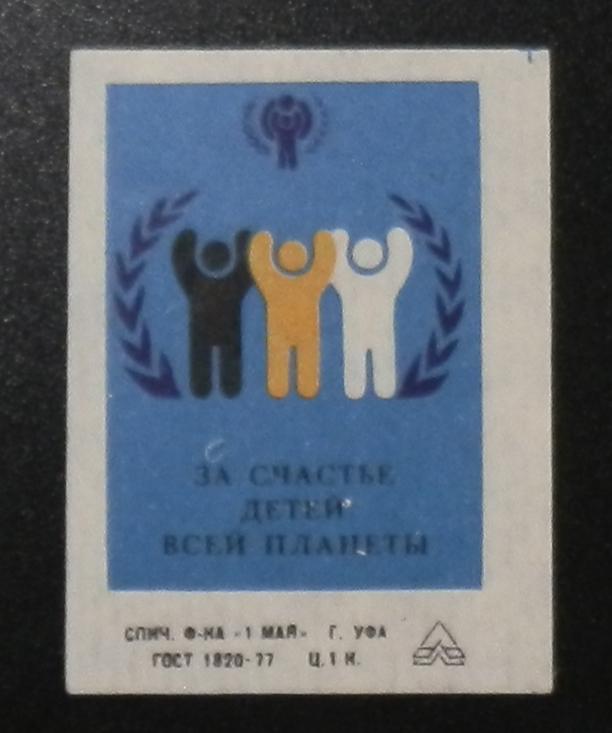 ЗА СЧАСТЬЕ
ДЕТЕЙ
ВСЕЙ ПЛАНЕТЫ
СПИЧ. Ф-КА «1 МАЯ» Г. УФА
ГОСТ 1820-77 Ц. 1 К.